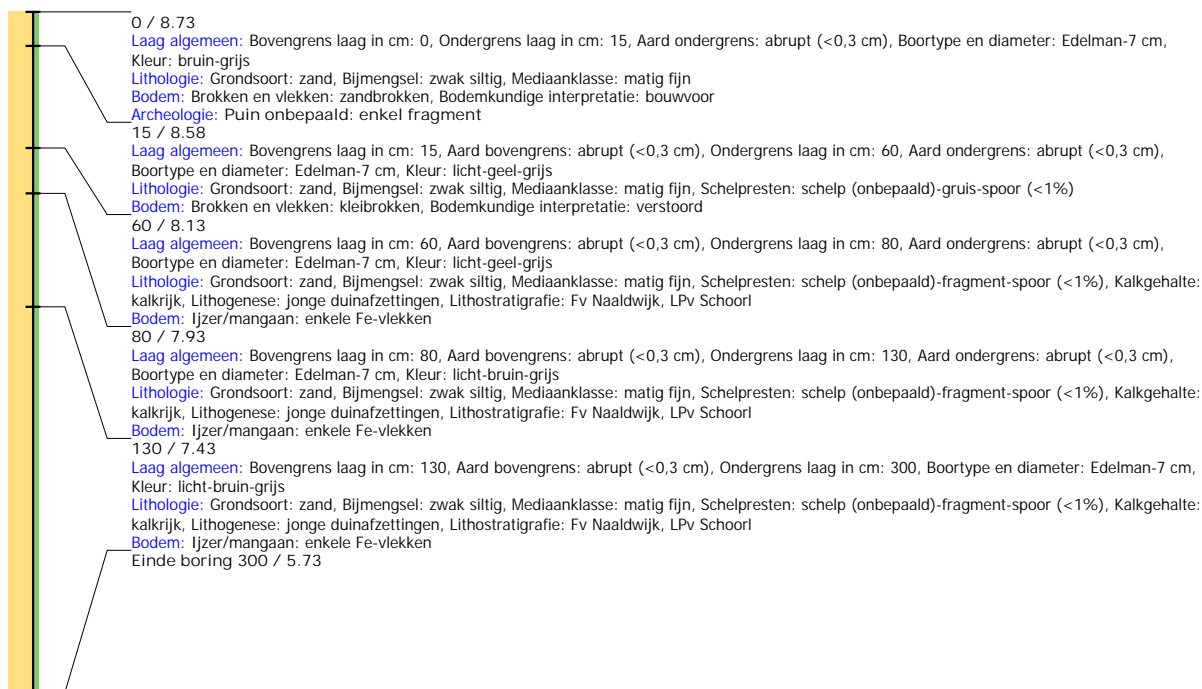 0 / 8.73
Laag algemeen: Bovengrens laag in cm: 0, Ondergrens laag in cm: 15, Aard ondergrens: abrupt (<0,3 cm), Boortype en diameter: Edelman-7 cm,
Kleur: bruin-grijs
Lithologie: Grondsoort: zand, Bijmengsel: zwak siltig, Mediaanklasse: matig fijn
Bodem: Brokken en vlekken: zandbrokken, Bodemkundige interpretatie: bouwvoor
Archeologie: Puin onbepaald: enkel fragment
15 / 8.58
Laag algemeen: Bovengrens laag in cm: 15, Aard bovengrens: abrupt (<0,3 cm), Ondergrens laag in cm: 60, Aard ondergrens: abrupt (<0,3 cm),
Boortype en diameter: Edelman-7 cm, Kleur: licht-geel-grijs
Lithologie: Grondsoort: zand, Bijmengsel: zwak siltig, Mediaanklasse: matig fijn, Schelpresten: schelp (onbepaald)-gruis-spoor (<1%)
Bodem: Brokken en vlekken: kleibrokken, Bodemkundige interpretatie: verstoord
60 / 8.13
Laag algemeen: Bovengrens laag in cm: 60, Aard bovengrens: abrupt (<0,3 cm), Ondergrens laag in cm: 80, Aard ondergrens: abrupt (<0,3 cm),
Boortype en diameter: Edelman-7 cm, Kleur: licht-geel-grijs
Lithologie: Grondsoort: zand, Bijmengsel: zwak siltig, Mediaanklasse: matig fijn, Schelpresten: schelp (onbepaald)-fragment-spoor (<1%), Kalkgehalte:
kalkrijk, Lithogenese: jonge duinafzettingen, Lithostratigrafie: Fv Naaldwijk, LPv Schoorl
Bodem: Ijzer/mangaan: enkele Fe-vlekken
80 / 7.93
Laag algemeen: Bovengrens laag in cm: 80, Aard bovengrens: abrupt (<0,3 cm), Ondergrens laag in cm: 130, Aard ondergrens: abrupt (<0,3 cm),
Boortype en diameter: Edelman-7 cm, Kleur: licht-bruin-grijs
Lithologie: Grondsoort: zand, Bijmengsel: zwak siltig, Mediaanklasse: matig fijn, Schelpresten: schelp (onbepaald)-fragment-spoor (<1%), Kalkgehalte:
kalkrijk, Lithogenese: jonge duinafzettingen, Lithostratigrafie: Fv Naaldwijk, LPv Schoorl
Bodem: Ijzer/mangaan: enkele Fe-vlekken
130 / 7.43
Laag algemeen: Bovengrens laag in cm: 130, Aard bovengrens: abrupt (<0,3 cm), Ondergrens laag in cm: 300, Boortype en diameter: Edelman-7 cm,
Kleur: licht-bruin-grijs
Lithologie: Grondsoort: zand, Bijmengsel: zwak siltig, Mediaanklasse: matig fijn, Schelpresten: schelp (onbepaald)-fragment-spoor (<1%), Kalkgehalte:
kalkrijk, Lithogenese: jonge duinafzettingen, Lithostratigrafie: Fv Naaldwijk, LPv Schoorl
Bodem: Ijzer/mangaan: enkele Fe-vlekken
Einde boring 300 / 5.73